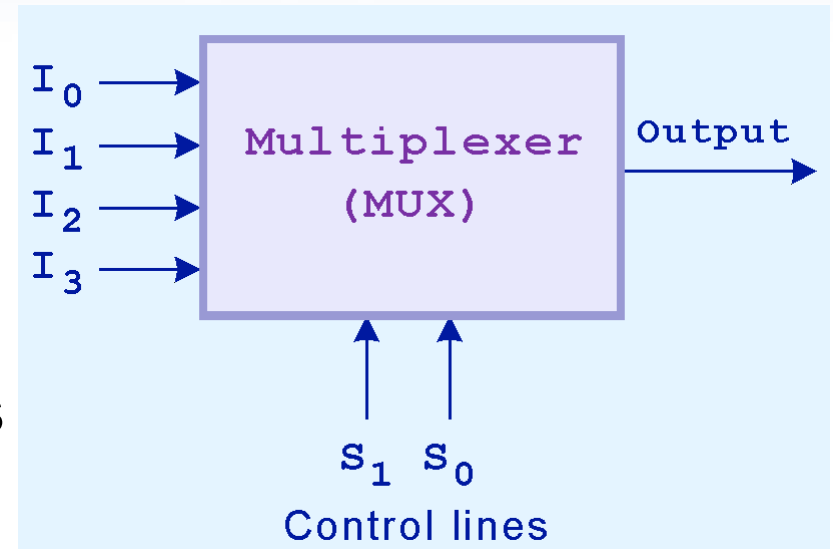 I0
I1
I2
I3
Multiplexer
(MUX)
Output
S1 S0
Control lines